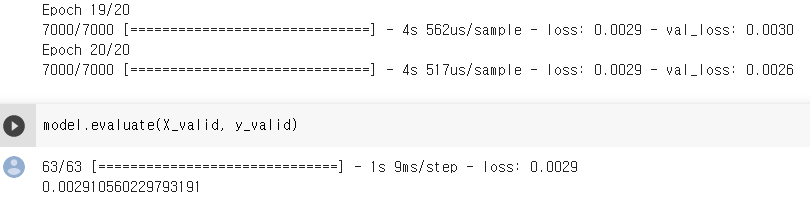 Epoch 19/20
7000/7000 [==============================] - 4s 562us/sample - loss: 0.0029 - val_loss: 0.0030
Epoch 20/20
7000/7000 [==============================] - 4s 517us/sample - loss: 0.0029 - val_loss: 0.0026
model.evaluate(X_valid, y_valid)
63/63 [==============================] - 1s 9ms/step - loss: 0.0029
0.002910560229793191